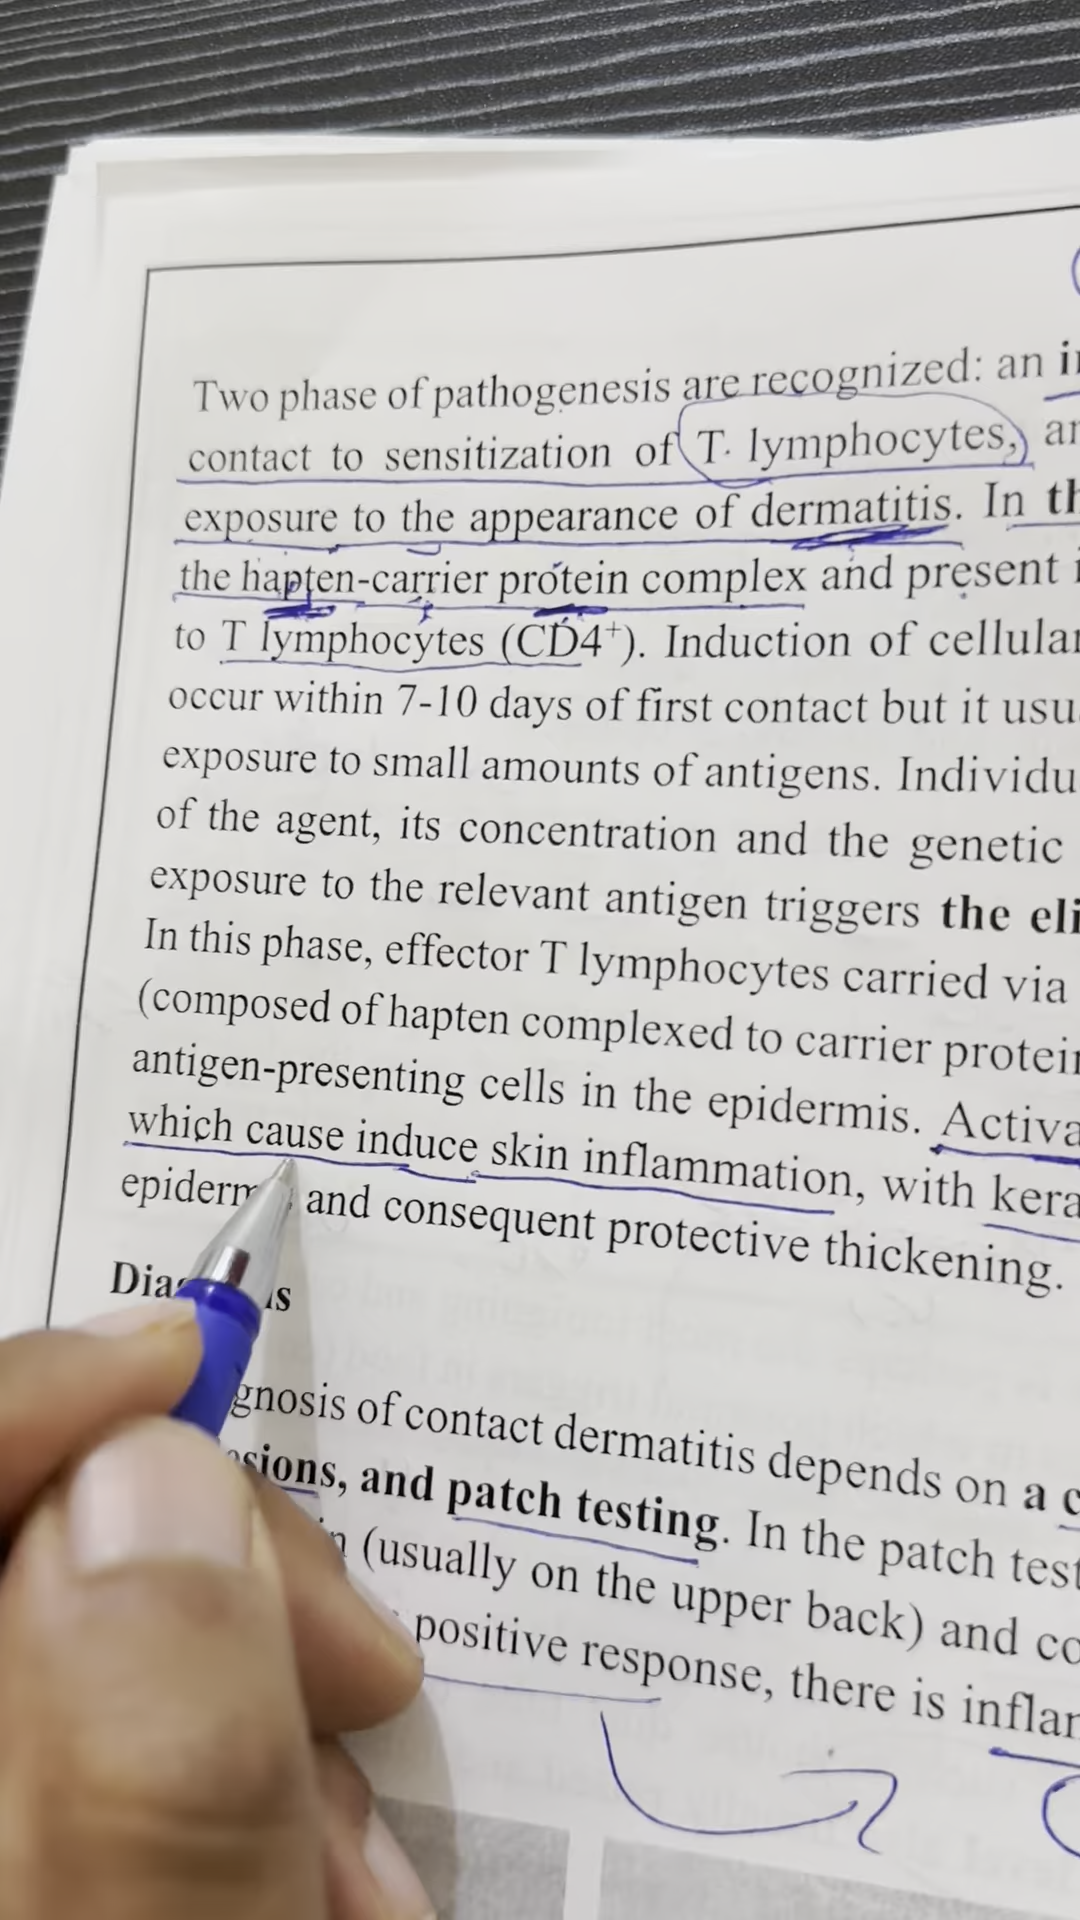 Two phase of pathogenesis are recognized: an
contact to sensitization of T. lymphocytes,
exposure to the appearance of dermatitis. In
the hapten-carrier protein complex and present
to T lymphocytes (CD4+). Induction of cellular
occur within 7-10 days of first contact but it
exposure to small amounts of antigens.
of the agent, its concentration and the genetic
exposure to the relevant antigen triggers the
In this phase, effector T lymphocytes carried via
(composed of hapten complexed to carrier protein
antigen-presenting cells in the epidermis.
which cause induce skin inflammation, with
and consequent protective thickening.
of contact dermatitis depends on a
and patch testing. In the patch test
(usually on the upper back) and
positive response, there is